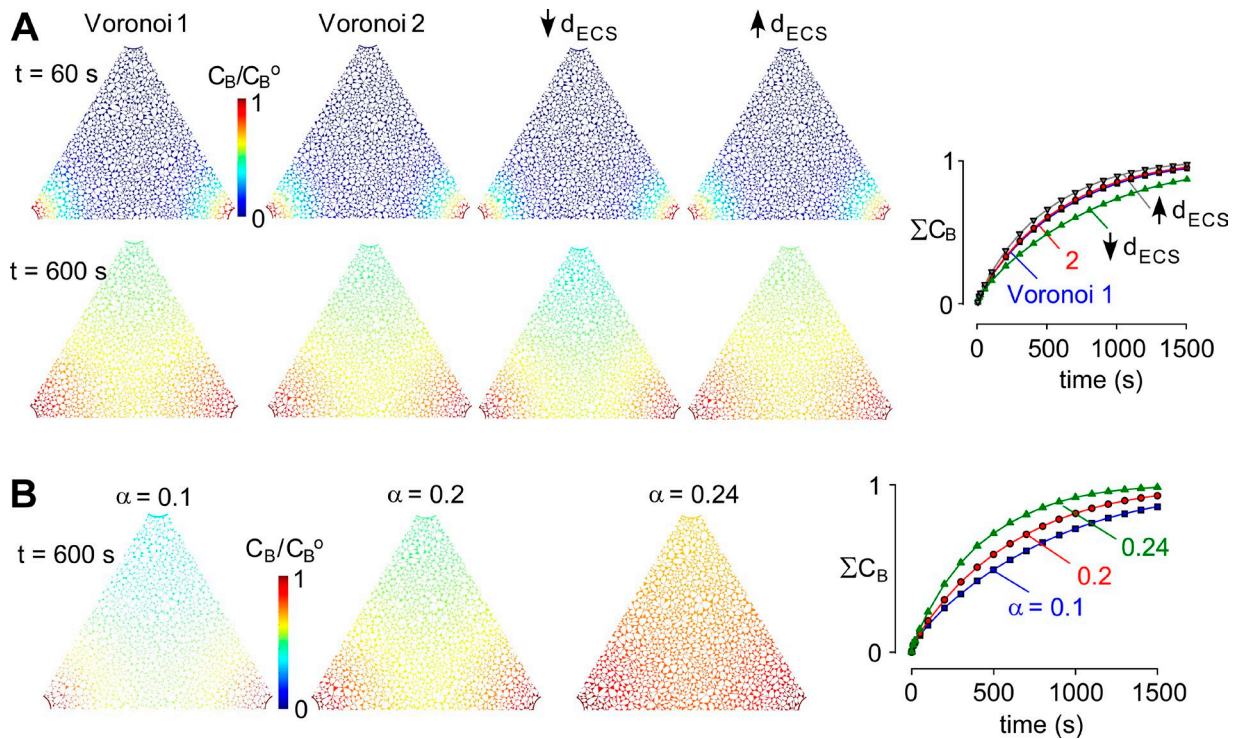 A
Voronoi 1
Voronoi 2
↓ dECS
↑ dECS
t = 60 s
CB/CBo
1
0
t = 600 s
1
ΣCB
0
↑ dECS
↓ dECS
2
Voronoi 1
0 500 1000 1500
time (s)
B
α = 0.1
α = 0.2
α = 0.24
t = 600 s
CB/CBo
1
0
1
ΣCB
0
0.24
0.2
α = 0.1
0 500 1000 1500
time (s)